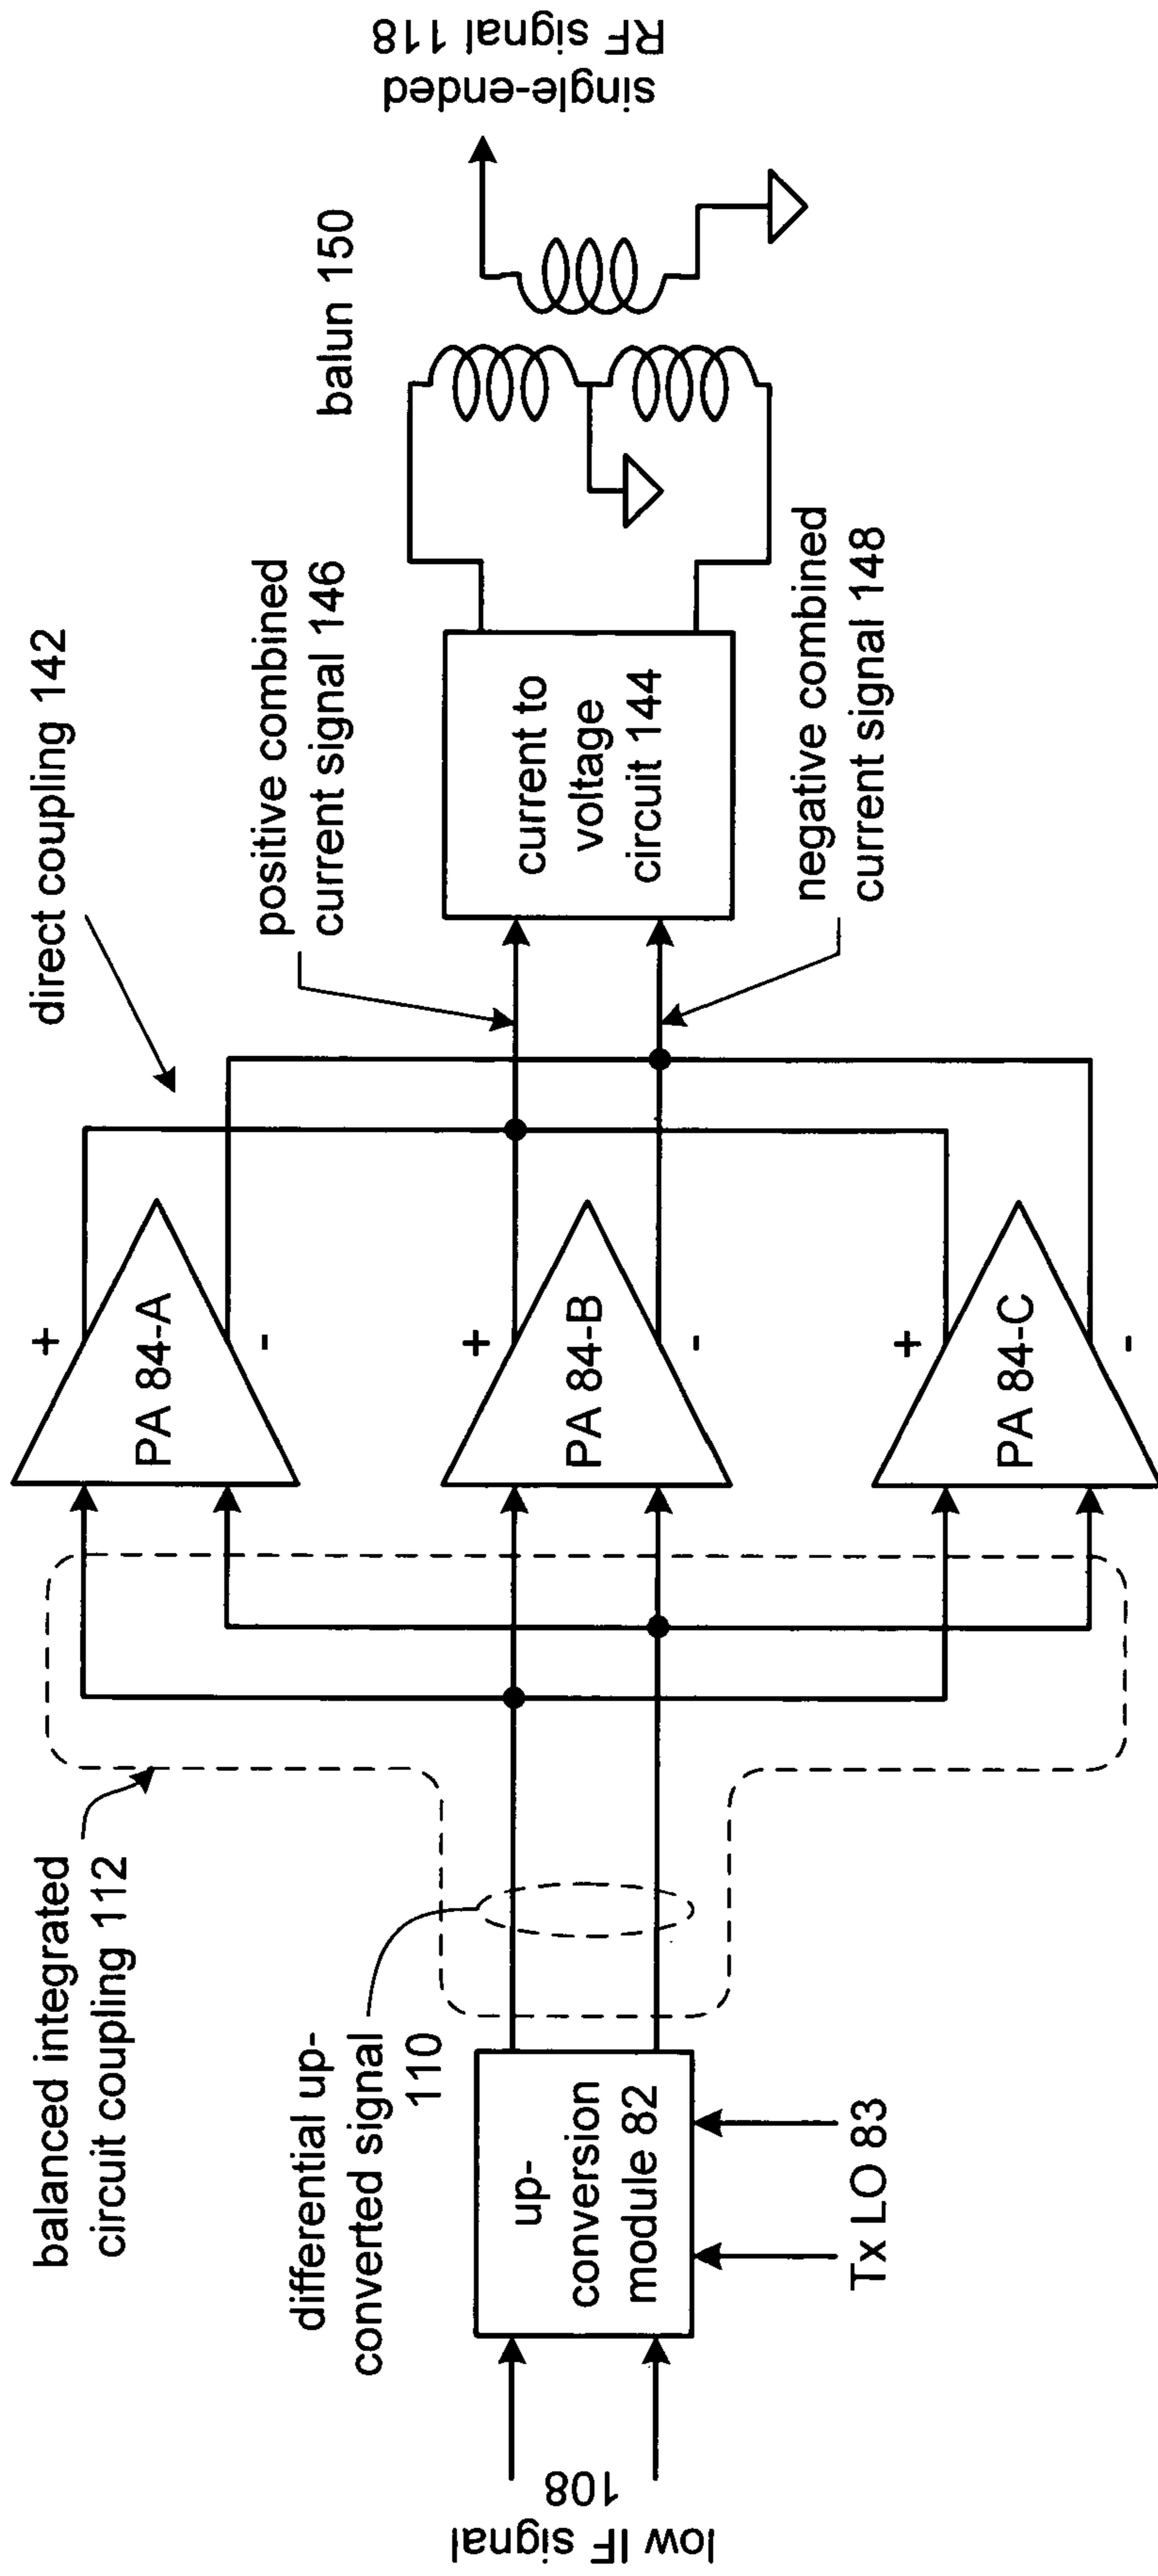 low IF signal
108
up-
conversion
module 82
Tx LO 83
differential up-
converted signal
110
balanced integrated
circuit coupling 112
+
PA 84-A
-
+
PA 84-B
-
+
PA 84-C
-
direct coupling 142
positive combined
current signal 146
current to
voltage
circuit 144
negative combined
current signal 148
balun 150
single-ended
RF signal 118